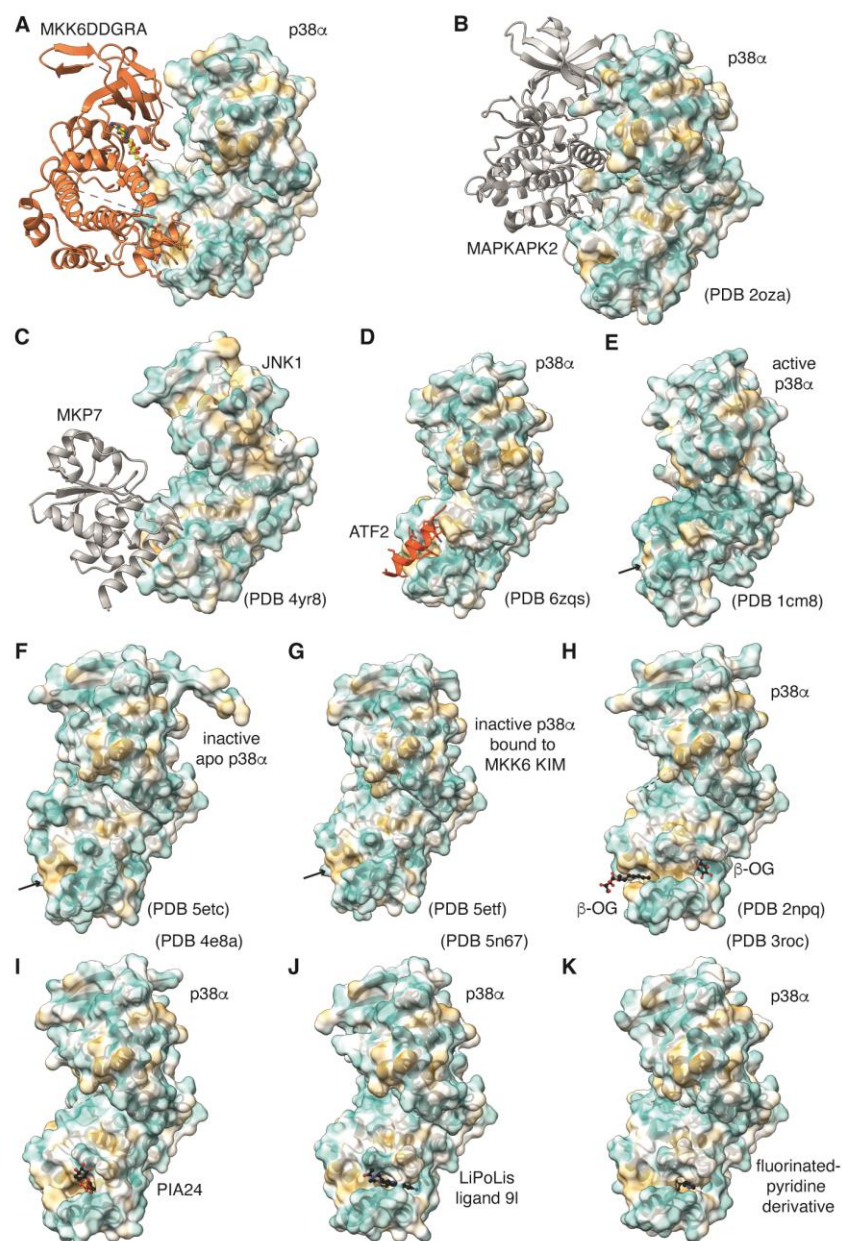 A
MKK6DDGRA
p38α
B
p38α
MAPKAPK2
(PDB 2oza)
C
JNK1
MKP7
(PDB 4yr8)
D
p38α
ATF2
(PDB 6zqs)
E
active
p38α
(PDB 1cm8)
F
inactive
apo p38α
(PDB 5etc)
(PDB 4e8a)
G
inactive p38α
bound to
MKK6 KIM
(PDB 5etf)
(PDB 5n67)
H
p38α
β-OG
β-OG
(PDB 2npq)
(PDB 3roc)
I
p38α
PIA24
J
p38α
LiPoLis
ligand 9l
K
p38α
fluorinated-
pyridine
derivative